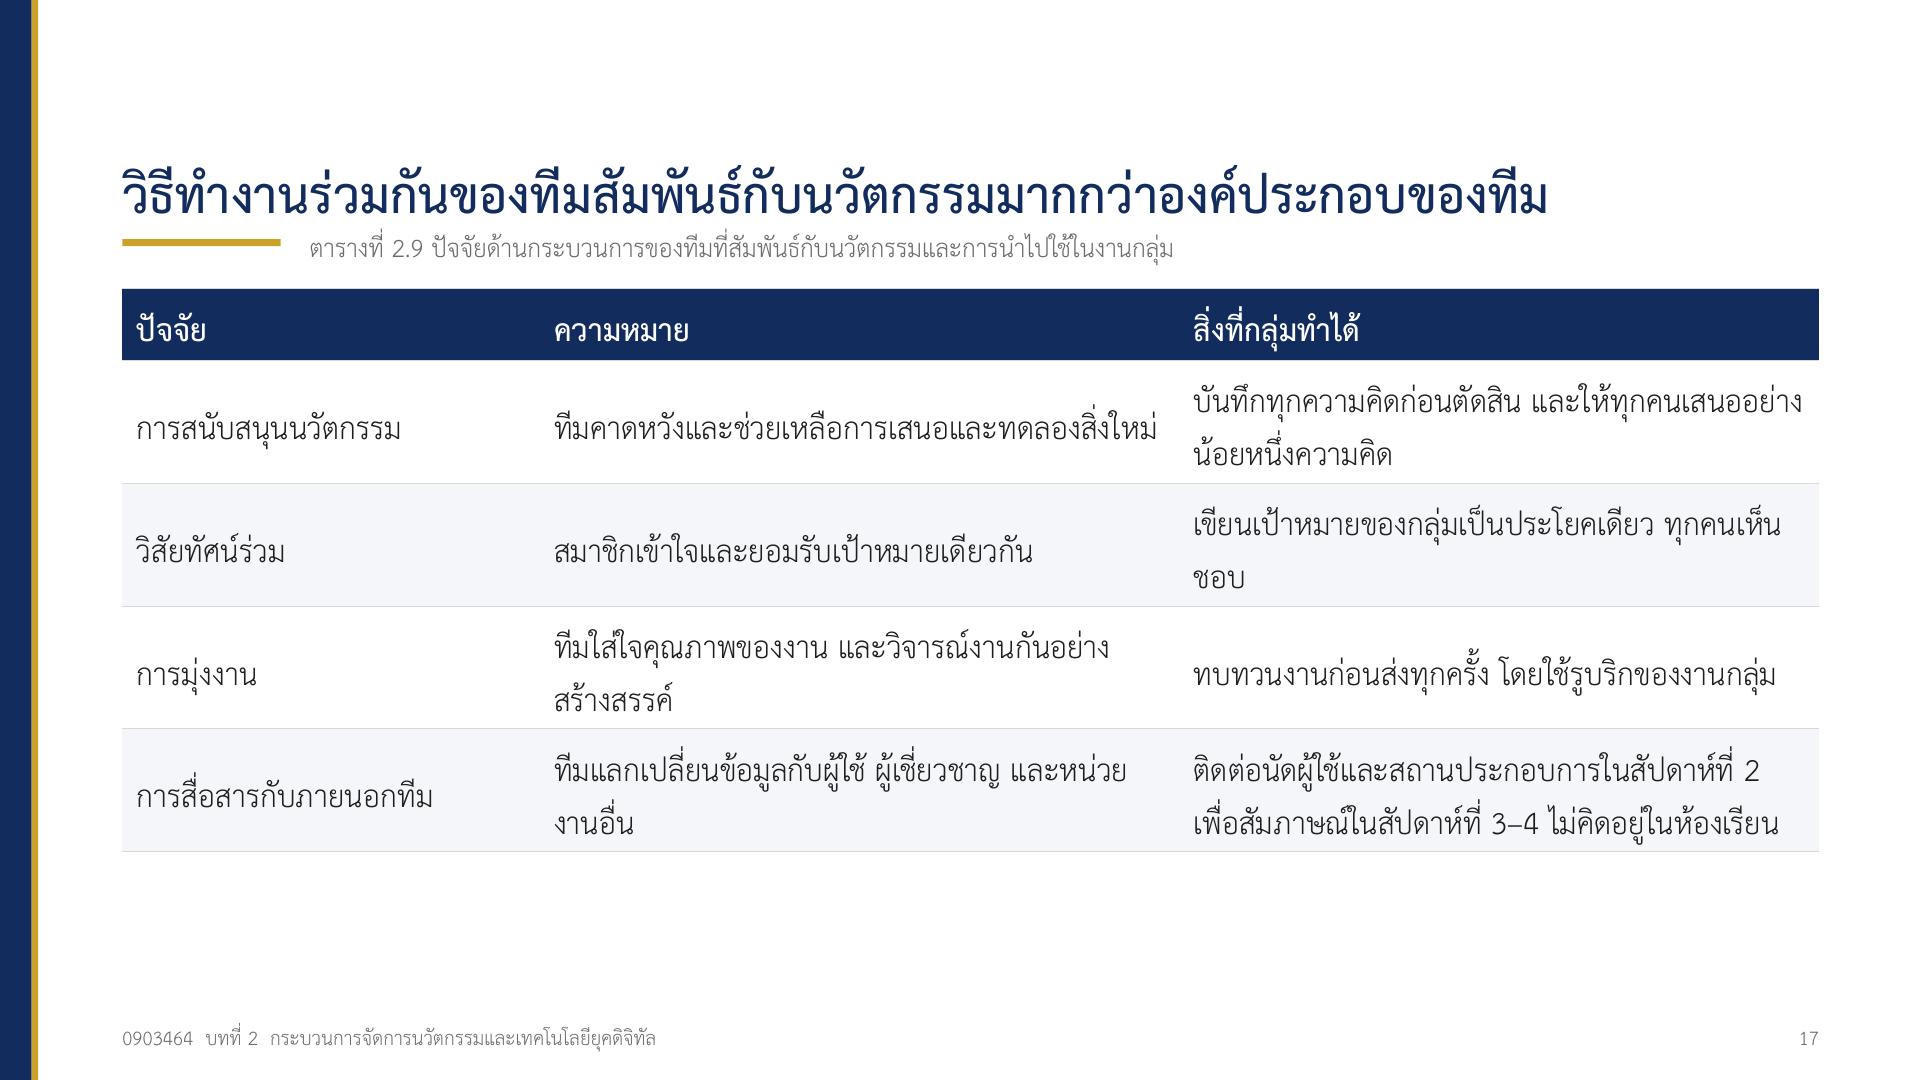 วิธีทำงานร่วมกันของทีมสัมพันธ์กับนวัตกรรมมากกว่าองค์ประกอบของทีม
ตารางที่ 2.9 ปัจจัยด้านกระบวนการของทีมที่สัมพันธ์กับนวัตกรรมและการนำไปใช้ในงานกลุ่ม
ปัจจัย
ความหมาย
สิ่งที่กลุ่มทำได้
การสนับสนุนนวัตกรรม
ทีมคาดหวังและช่วยเหลือการเสนอและทดลองสิ่งใหม่
บันทึกทุกความคิดก่อนตัดสิน และให้ทุกคนเสนออย่าง
น้อยหนึ่งความคิด
วิสัยทัศน์ร่วม
สมาชิกเข้าใจและยอมรับเป้าหมายเดียวกัน
เขียนเป้าหมายของกลุ่มเป็นประโยคเดียว ทุกคนเห็น
ชอบ
การมุ่งงาน
ทีมใส่ใจคุณภาพของงาน และวิจารณ์งานกันอย่าง
สร้างสรรค์
ทบทวนงานก่อนส่งทุกครั้ง โดยใช้รูบริกของงานกลุ่ม
การสื่อสารกับภายนอกทีม
ทีมแลกเปลี่ยนข้อมูลกับผู้ใช้ ผู้เชี่ยวชาญ และหน่วย
งานอื่น
ติดต่อนัดผู้ใช้และสถานประกอบการในสัปดาห์ที่ 2
เพื่อสัมภาษณ์ในสัปดาห์ที่ 3–4 ไม่คิดอยู่ในห้องเรียน
0903464 บทที่ 2 กระบวนการจัดการนวัตกรรมและเทคโนโลยียุคดิจิทัล
17